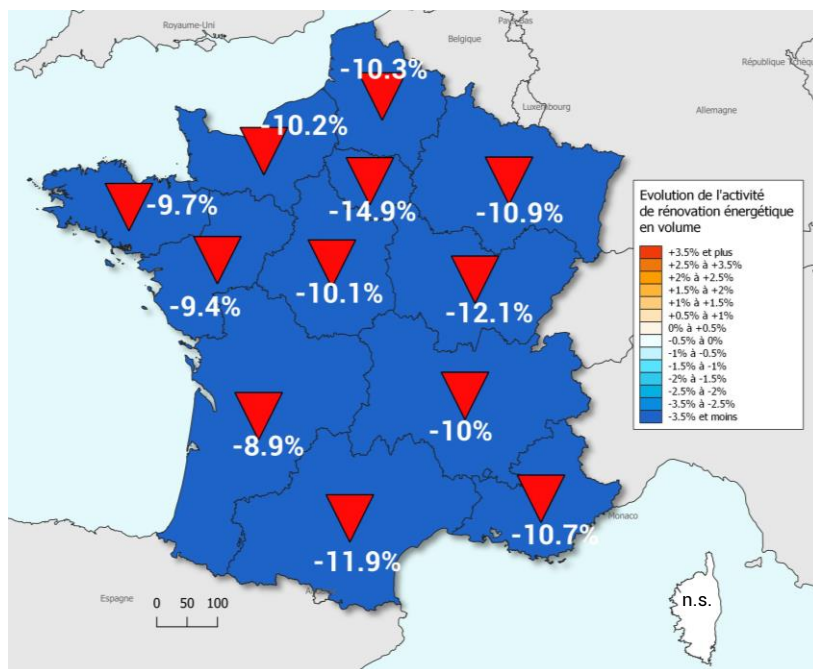 Royaume-Uni
Pays-Bas
Belgique
République Tchèqu
Luxembourg
Allemagne
-10.3%
-10.2%
-14.9%
-10.9%
-9.7%
-9.4%
-10.1%
-12.1%
-8.9%
-10%
-10.7%
-11.9%
Monaco
Espagne
0 50 100
n.s.
Evolution de l'activité
de rénovation énergétique
en volume
+3.5% et plus
+2.5% à +3.5%
+2% à +2.5%
+1.5% à +2%
+1% à +1.5%
+0.5% à +1%
0% à +0.5%
-0.5% à 0%
-1% à -0.5%
-1.5% à -1%
-2% à -1.5%
-2.5% à -2%
-3.5% à -2.5%
-3.5% et moins